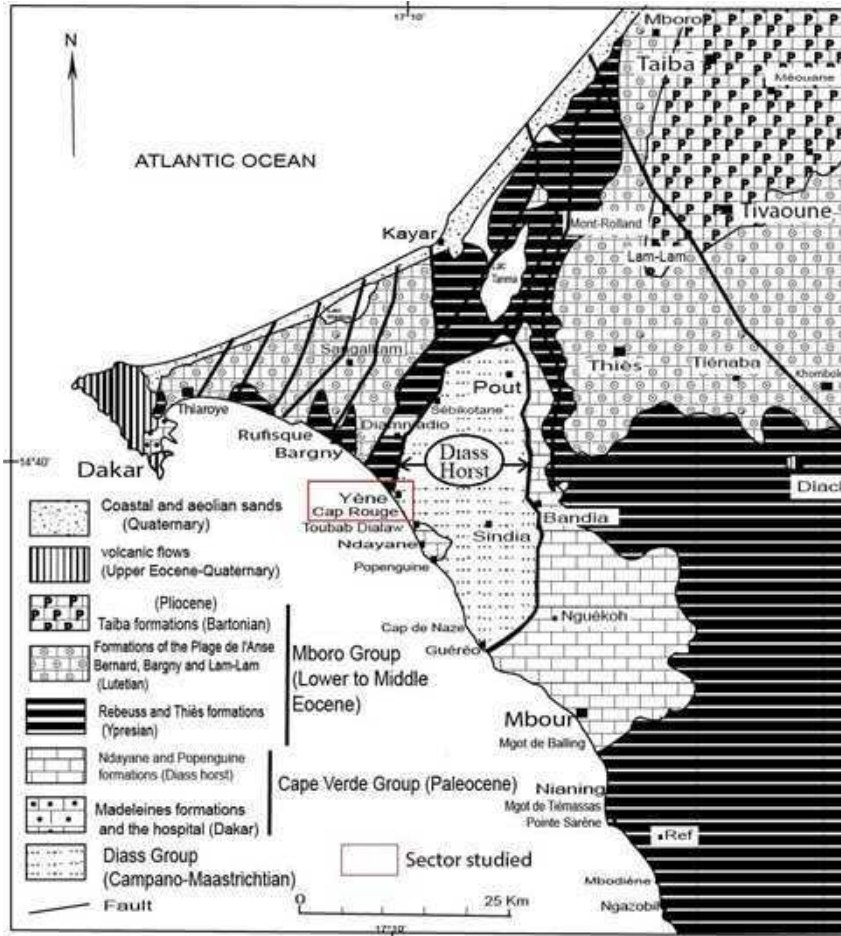 17°10'
N
Mboro
Taiba
Méouane
ATLANTIC OCEAN
Tivaoune
Mont-Rolland
Kayar
Lam-Lam
Lac
Tanma
Sangalkam
Thiès
Tiénaba
Khombole
Pout
Thiaroye
Sébikotane
Rufisque
Diamniadio
Bargny
14°40'
Dakar
Diass
Horst
Diack
Yène
Cap Rouge
Bandia
Toubab Dialaw
Ndayane
Sindia
Popenguine
Nguékoh
Cap de Naze
Guéréo
Mbour
Mgot de Balling
Nianing
Mgot de Tiémassas
Pointe Sarène
Ref
Mbodiène
Ngazobil
Coastal and aeolian sands
(Quaternary)
volcanic flows
(Upper Eocene-Quaternary)
(Pliocene)
Taiba formations (Bartonian)
Formations of the Plage de l'Anse
Bernard, Bargny and Lam-Lam
(Lutetian)
Mboro Group
(Lower to Middle
Eocene)
Rebeuss and Thiés formations
(Ypresian)
Ndayane and Popenguine
formations (Diass horst)
Cape Verde Group (Paleocene)
Madeleines formations
and the hospital (Dakar)
Diass Group
(Campano-Maastrichtian)
Sector studied
Fault
0 25 Km